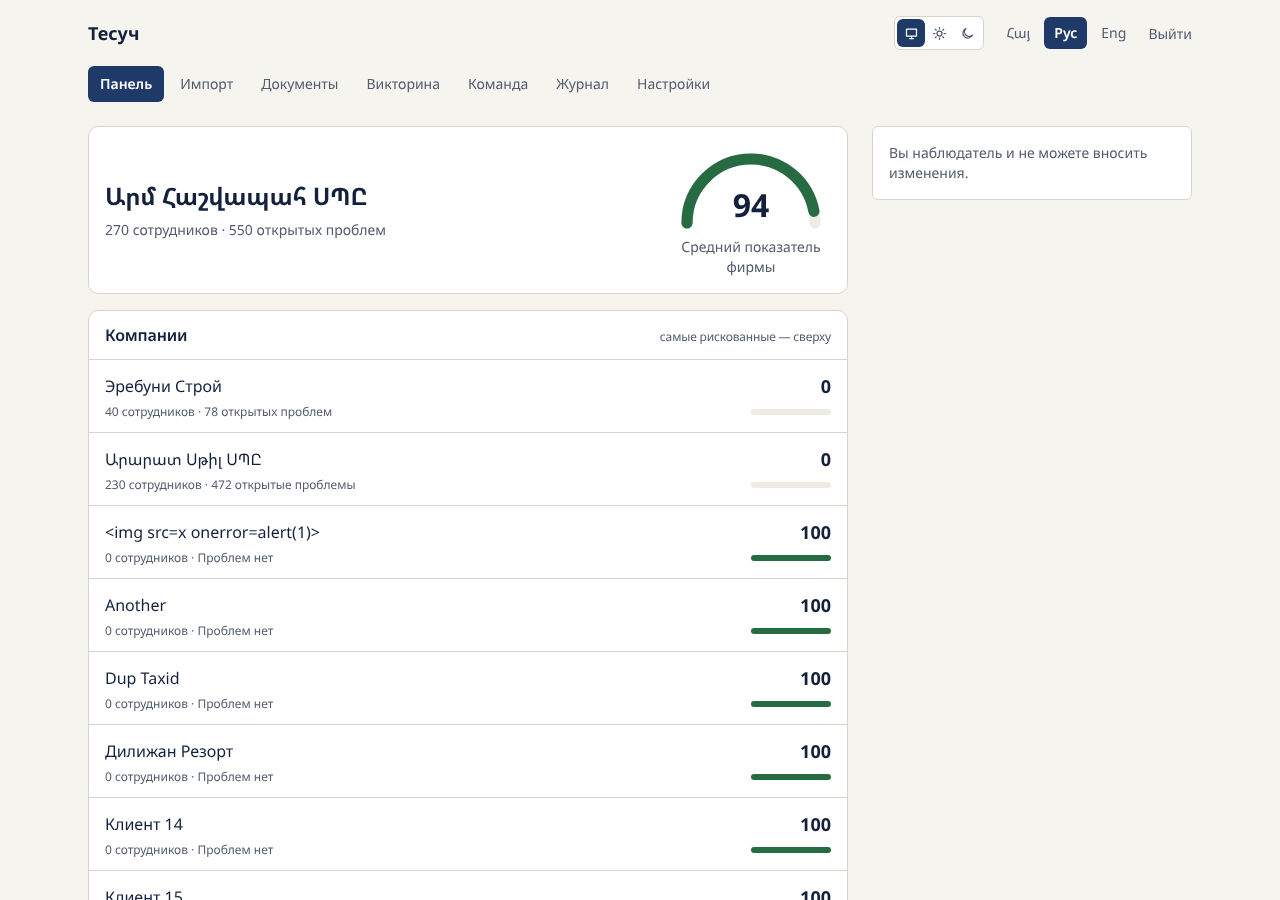 Тесуч
Հայ Рус Eng Выйти
Панель Импорт Документы Викторина Команда Журнал Настройки
Արմ Հաշվապահ ՍՊԸ
270 сотрудников · 550 открытых проблем
94
Средний показатель
фирмы
Вы наблюдатель и не можете вносить
изменения.
Компании самые рискованные — сверху
Эребуни Строй 0
40 сотрудников · 78 открытых проблем
Արարատ Սթիլ ՍՊԸ 0
230 сотрудников · 472 открытые проблемы
<img src=x onerror=alert(1)> 100
0 сотрудников · Проблем нет
Another 100
0 сотрудников · Проблем нет
Dup Taxid 100
0 сотрудников · Проблем нет
Дилижан Резорт 100
0 сотрудников · Проблем нет
Клиент 14 100
0 сотрудников · Проблем нет
Клиент 15 100